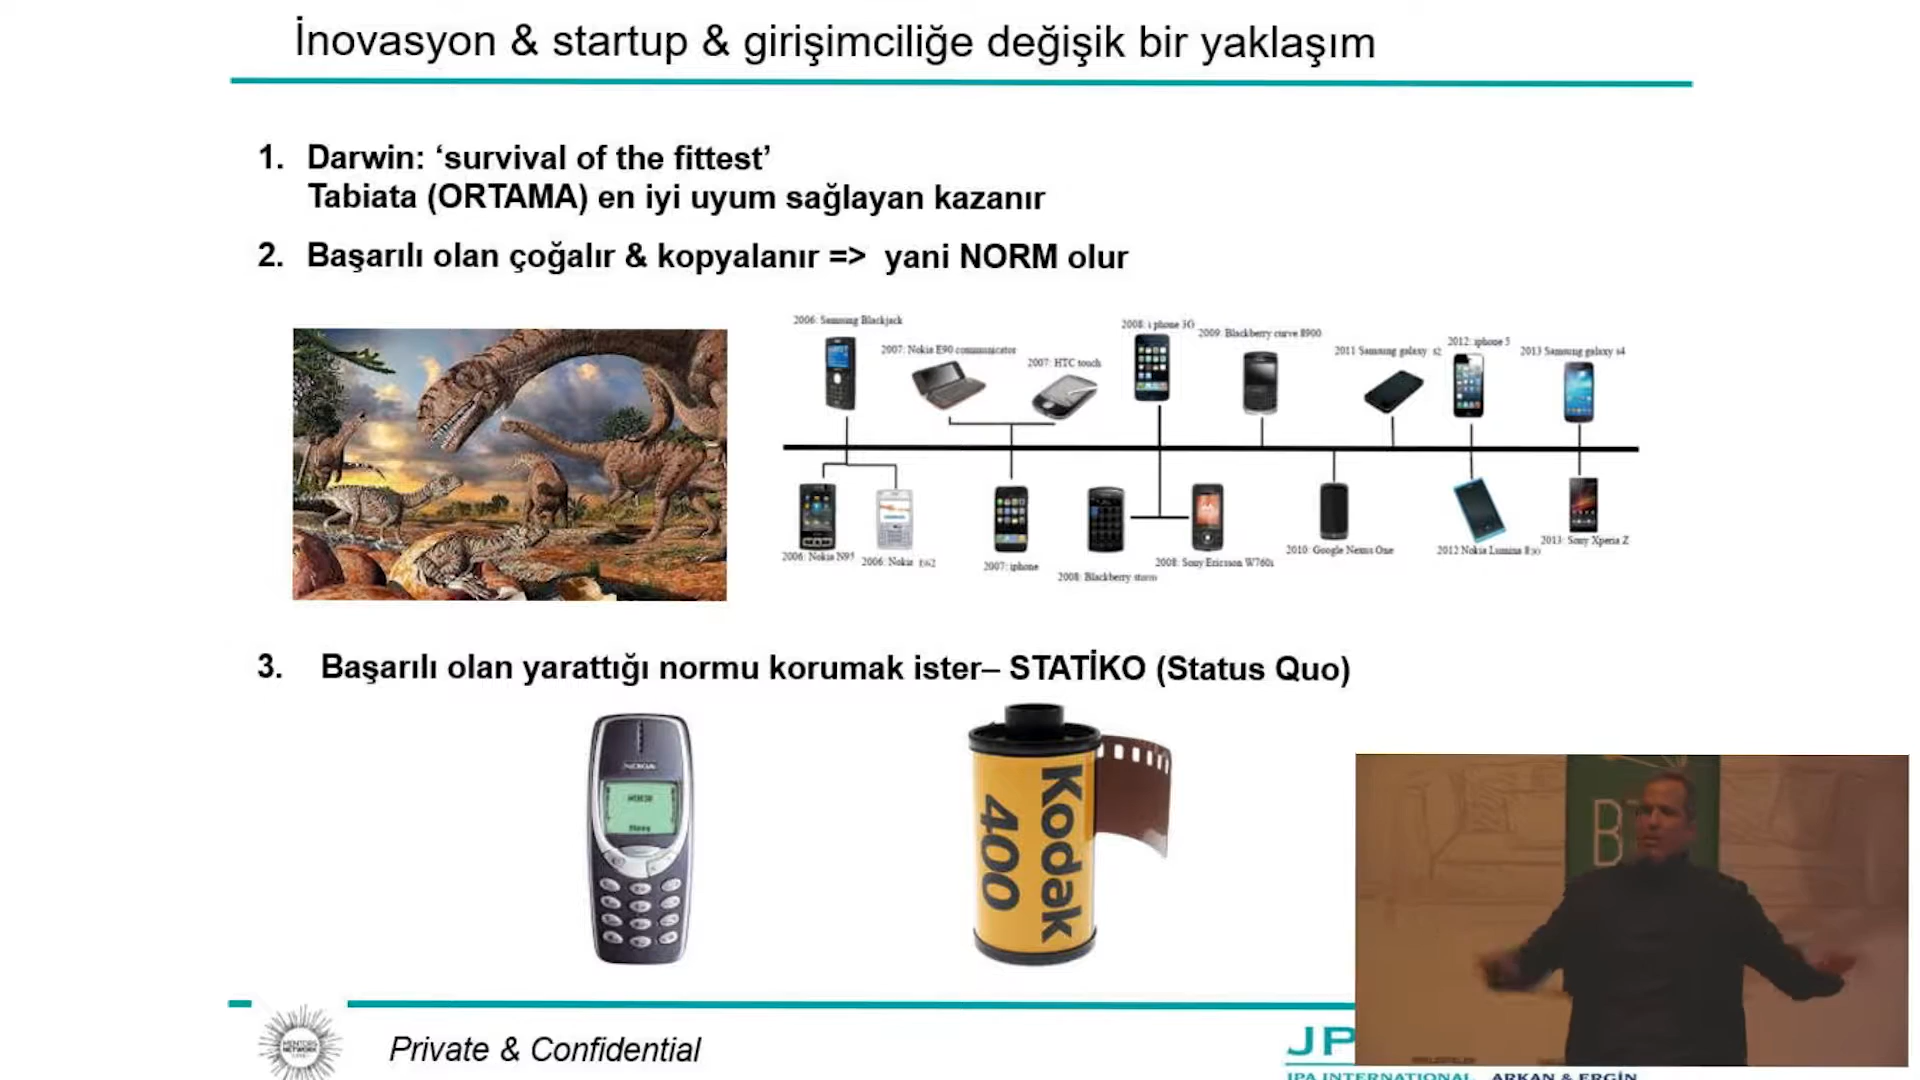 İnovasyon & startup & girişimciliğe değişik bir yaklaşım
1. Darwin: ‘survival of the fittest’
Tabiata (ORTAMA) en iyi uyum sağlayan kazanır
2. Başarılı olan çoğalır & kopyalanır => yani NORM olur
2006: Samsung Blackjack
2007: Nokia E90 communicator
2007: HTC touch
2008: i phone 3G
2009: Blackberry curve 8900
2011 Samsung galaxy s2
2012: iphone 5
2013 Samsung galaxy s4
2006: Nokia N95
2006: Nokia E62
2007: iphone
2008: Blackberry storm
2008: Sony Ericsson W760i
2010: Google Nexus One
2012 Nokia Lumina 830
2013: Sony Xperia Z
3. Başarılı olan yarattığı normu korumak ister– STATİKO (Status Quo)
NOKIA
Kodak
400
B
MENTORS
NETWORK
Private & Confidential
JP
JPA INTERNATIONAL ARKAN & ERGİN